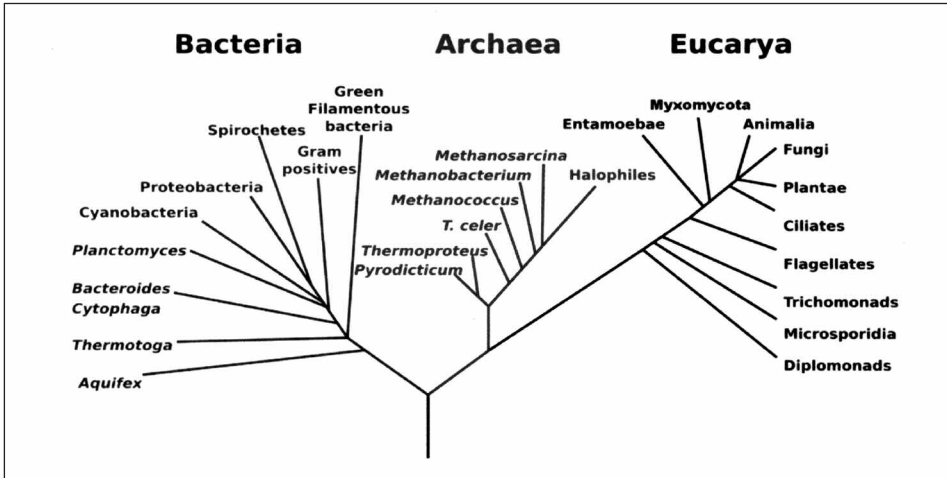 Bacteria
Archaea
Eucarya
Green
Filamentous
bacteria
Spirochetes
Gram
positives
Proteobacteria
Cyanobacteria
Planctomyces
Bacteroides
Cytophaga
Thermotoga
Aquifex
Methanosarcina
Methanobacterium
Halophiles
Methanococcus
T. celer
Thermoproteus
Pyrodicticum
Myxomycota
Entamoebae
Animalia
Fungi
Plantae
Ciliates
Flagellates
Trichomonads
Microsporidia
Diplomonads